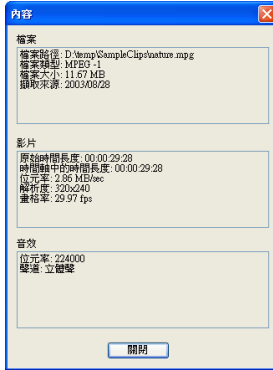 內容
檔案
檔案路徑: D:\temp\SampleClips\nature.mpg
檔案類型: MPEG -1
檔案大小: 11.67 MB
擷取來源: 2003/08/28
影片
原始時間長度: 00:00:29:28
時間軸中的時間長度: 00:00:29:28
位元率: 2.86 MB/sec
解析度: 320x240
畫格率: 29.97 fps
音效
位元率: 224000
聲道: 立體聲
關閉